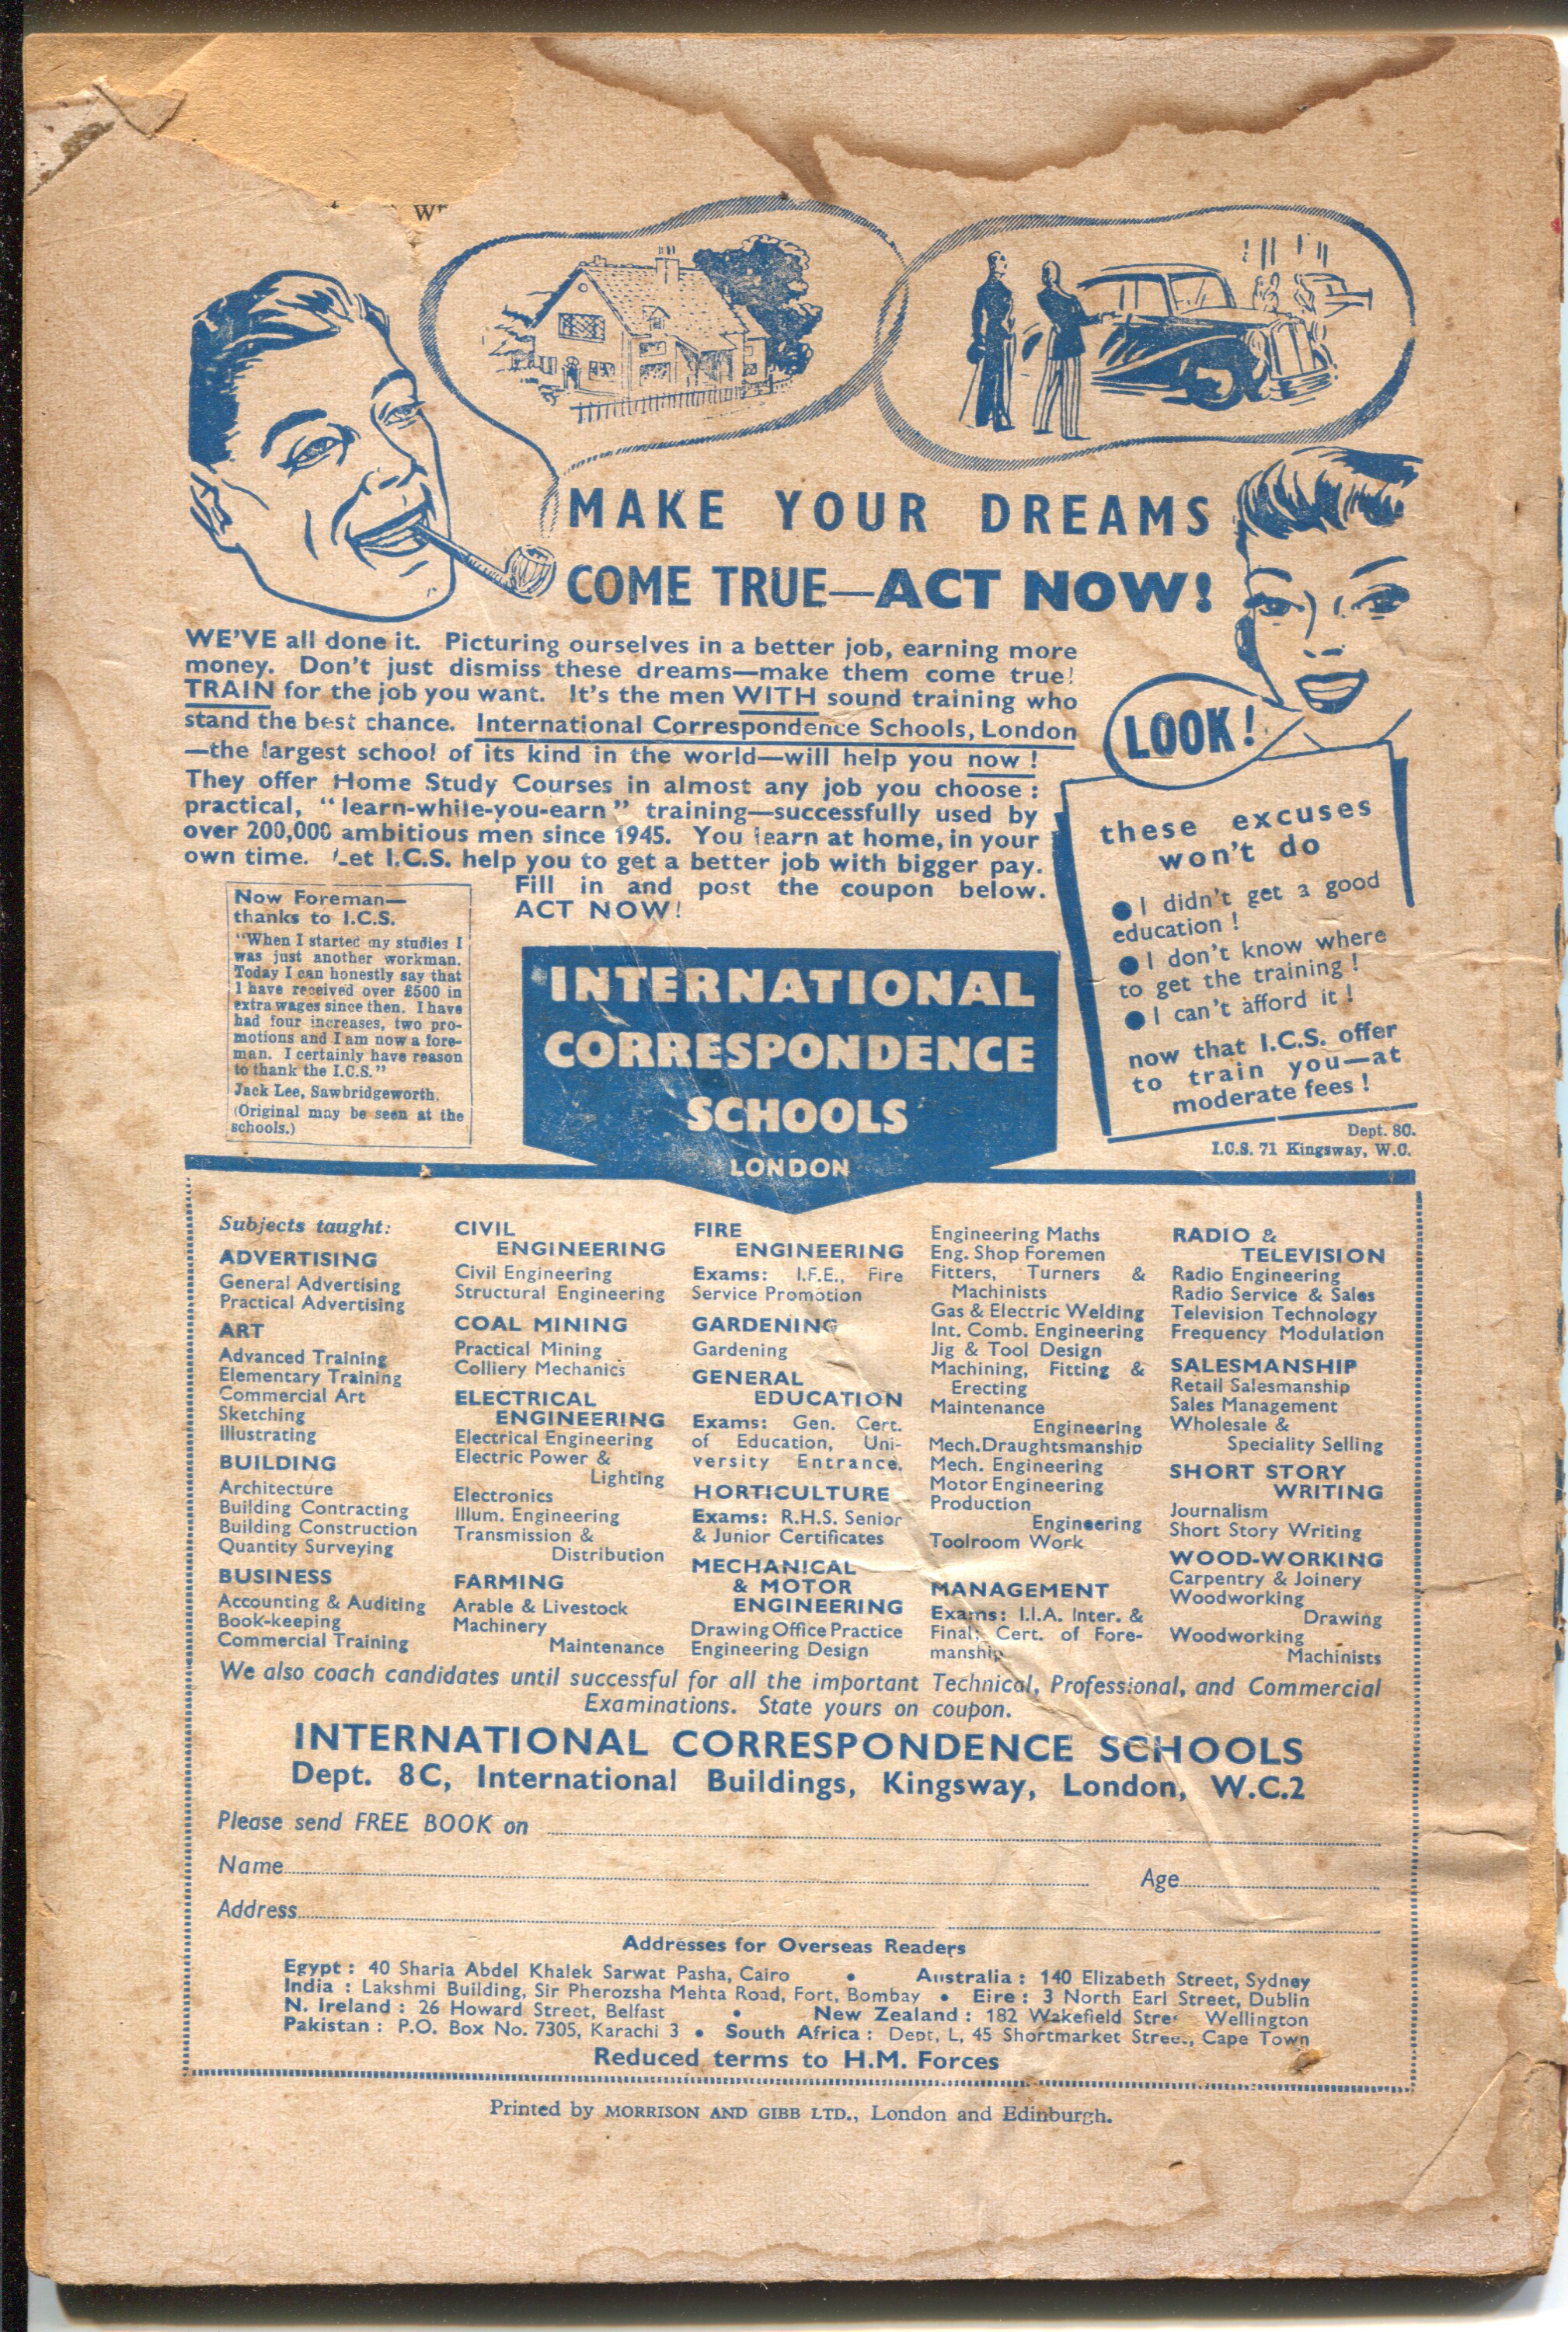 wr
MAKE YOUR DREAMS
COME TRUE—ACT NOW!
WE'VE all done it. Picturing ourselves in a better job, earning more
money. Don't just dismiss these dreams—make them come true!
TRAIN for the job you want. It's the men WITH sound training who
stand the best chance. International Correspondence Schools, London
—the largest school of its kind in the world—will help you now !
They offer Home Study Courses in almost any job you choose :
practical, “learn-while-you-earn” training—successfully used by
over 200,000 ambitious men since 1945. You learn at home, in your
own time. Let I.C.S. help you to get a better job with bigger pay.
Fill in and post the coupon below.
ACT NOW!
LOOK!
these excuses
won't do
● I didn't get a good
education !
● I don't know where
to get the training !
● I can't afford it !
now that I.C.S. offer
to train you—at
moderate fees !
Dept. 8C.
I.C.S. 71 Kingsway, W.C.
Now Foreman—
thanks to I.C.S.
“When I started my studies I
was just another workman.
Today I can honestly say that
I have received over £500 in
extra wages since then. I have
had four increases, two pro-
motions and I am now a fore-
man. I certainly have reason
to thank the I.C.S.”
Jack Lee, Sawbridgeworth.
(Original may be seen at the
schools.)
INTERNATIONAL
CORRESPONDENCE
SCHOOLS
LONDON
Subjects taught:
ADVERTISING
General Advertising
Practical Advertising
ART
Advanced Training
Elementary Training
Commercial Art
Sketching
Illustrating
BUILDING
Architecture
Building Contracting
Building Construction
Quantity Surveying
BUSINESS
Accounting & Auditing
Book-keeping
Commercial Training
CIVIL
ENGINEERING
Civil Engineering
Structural Engineering
COAL MINING
Practical Mining
Colliery Mechanics
ELECTRICAL
ENGINEERING
Electrical Engineering
Electric Power &
Lighting
Electronics
Illum. Engineering
Transmission &
Distribution
FARMING
Arable & Livestock
Machinery
Maintenance
FIRE
ENGINEERING
Exams: I.F.E., Fire
Service Promotion
GARDENING
Gardening
GENERAL
EDUCATION
Exams: Gen. Cert.
of Education, Uni-
versity Entrance.
HORTICULTURE
Exams: R.H.S. Senior
& Junior Certificates
MECHANICAL
& MOTOR
ENGINEERING
Drawing Office Practice
Engineering Design
Engineering Maths
Eng. Shop Foremen
Fitters, Turners &
Machinists
Gas & Electric Welding
Int. Comb. Engineering
Jig & Tool Design
Machining, Fitting &
Erecting
Maintenance
Engineering
Mech.Draughtsmanship
Mech. Engineering
Motor Engineering
Production
Engineering
Toolroom Work
MANAGEMENT
Exams: I.I.A. Inter. &
Final; Cert. of Fore-
manship
RADIO &
TELEVISION
Radio Engineering
Radio Service & Sales
Television Technology
Frequency Modulation
SALESMANSHIP
Retail Salesmanship
Sales Management
Wholesale &
Speciality Selling
SHORT STORY
WRITING
Journalism
Short Story Writing
WOOD-WORKING
Carpentry & Joinery
Woodworking
Drawing
Woodworking
Machinists
We also coach candidates until successful for all the important Technical, Professional, and Commercial
Examinations. State yours on coupon.
INTERNATIONAL CORRESPONDENCE SCHOOLS
Dept. 8C, International Buildings, Kingsway, London, W.C.2
Please send FREE BOOK on
Name Age
Address
Addresses for Overseas Readers
Egypt : 40 Sharia Abdel Khalek Sarwat Pasha, Cairo • Australia : 140 Elizabeth Street, Sydney
India : Lakshmi Building, Sir Pherozsha Mehta Road, Fort, Bombay • Eire : 3 North Earl Street, Dublin
N. Ireland : 26 Howard Street, Belfast • New Zealand : 182 Wakefield Stree Wellington
Pakistan : P.O. Box No. 7305, Karachi 3 • South Africa : Dept, L, 45 Shortmarket Street, Cape Town
Reduced terms to H.M. Forces
Printed by MORRISON AND GIBB LTD., London and Edinburgh.